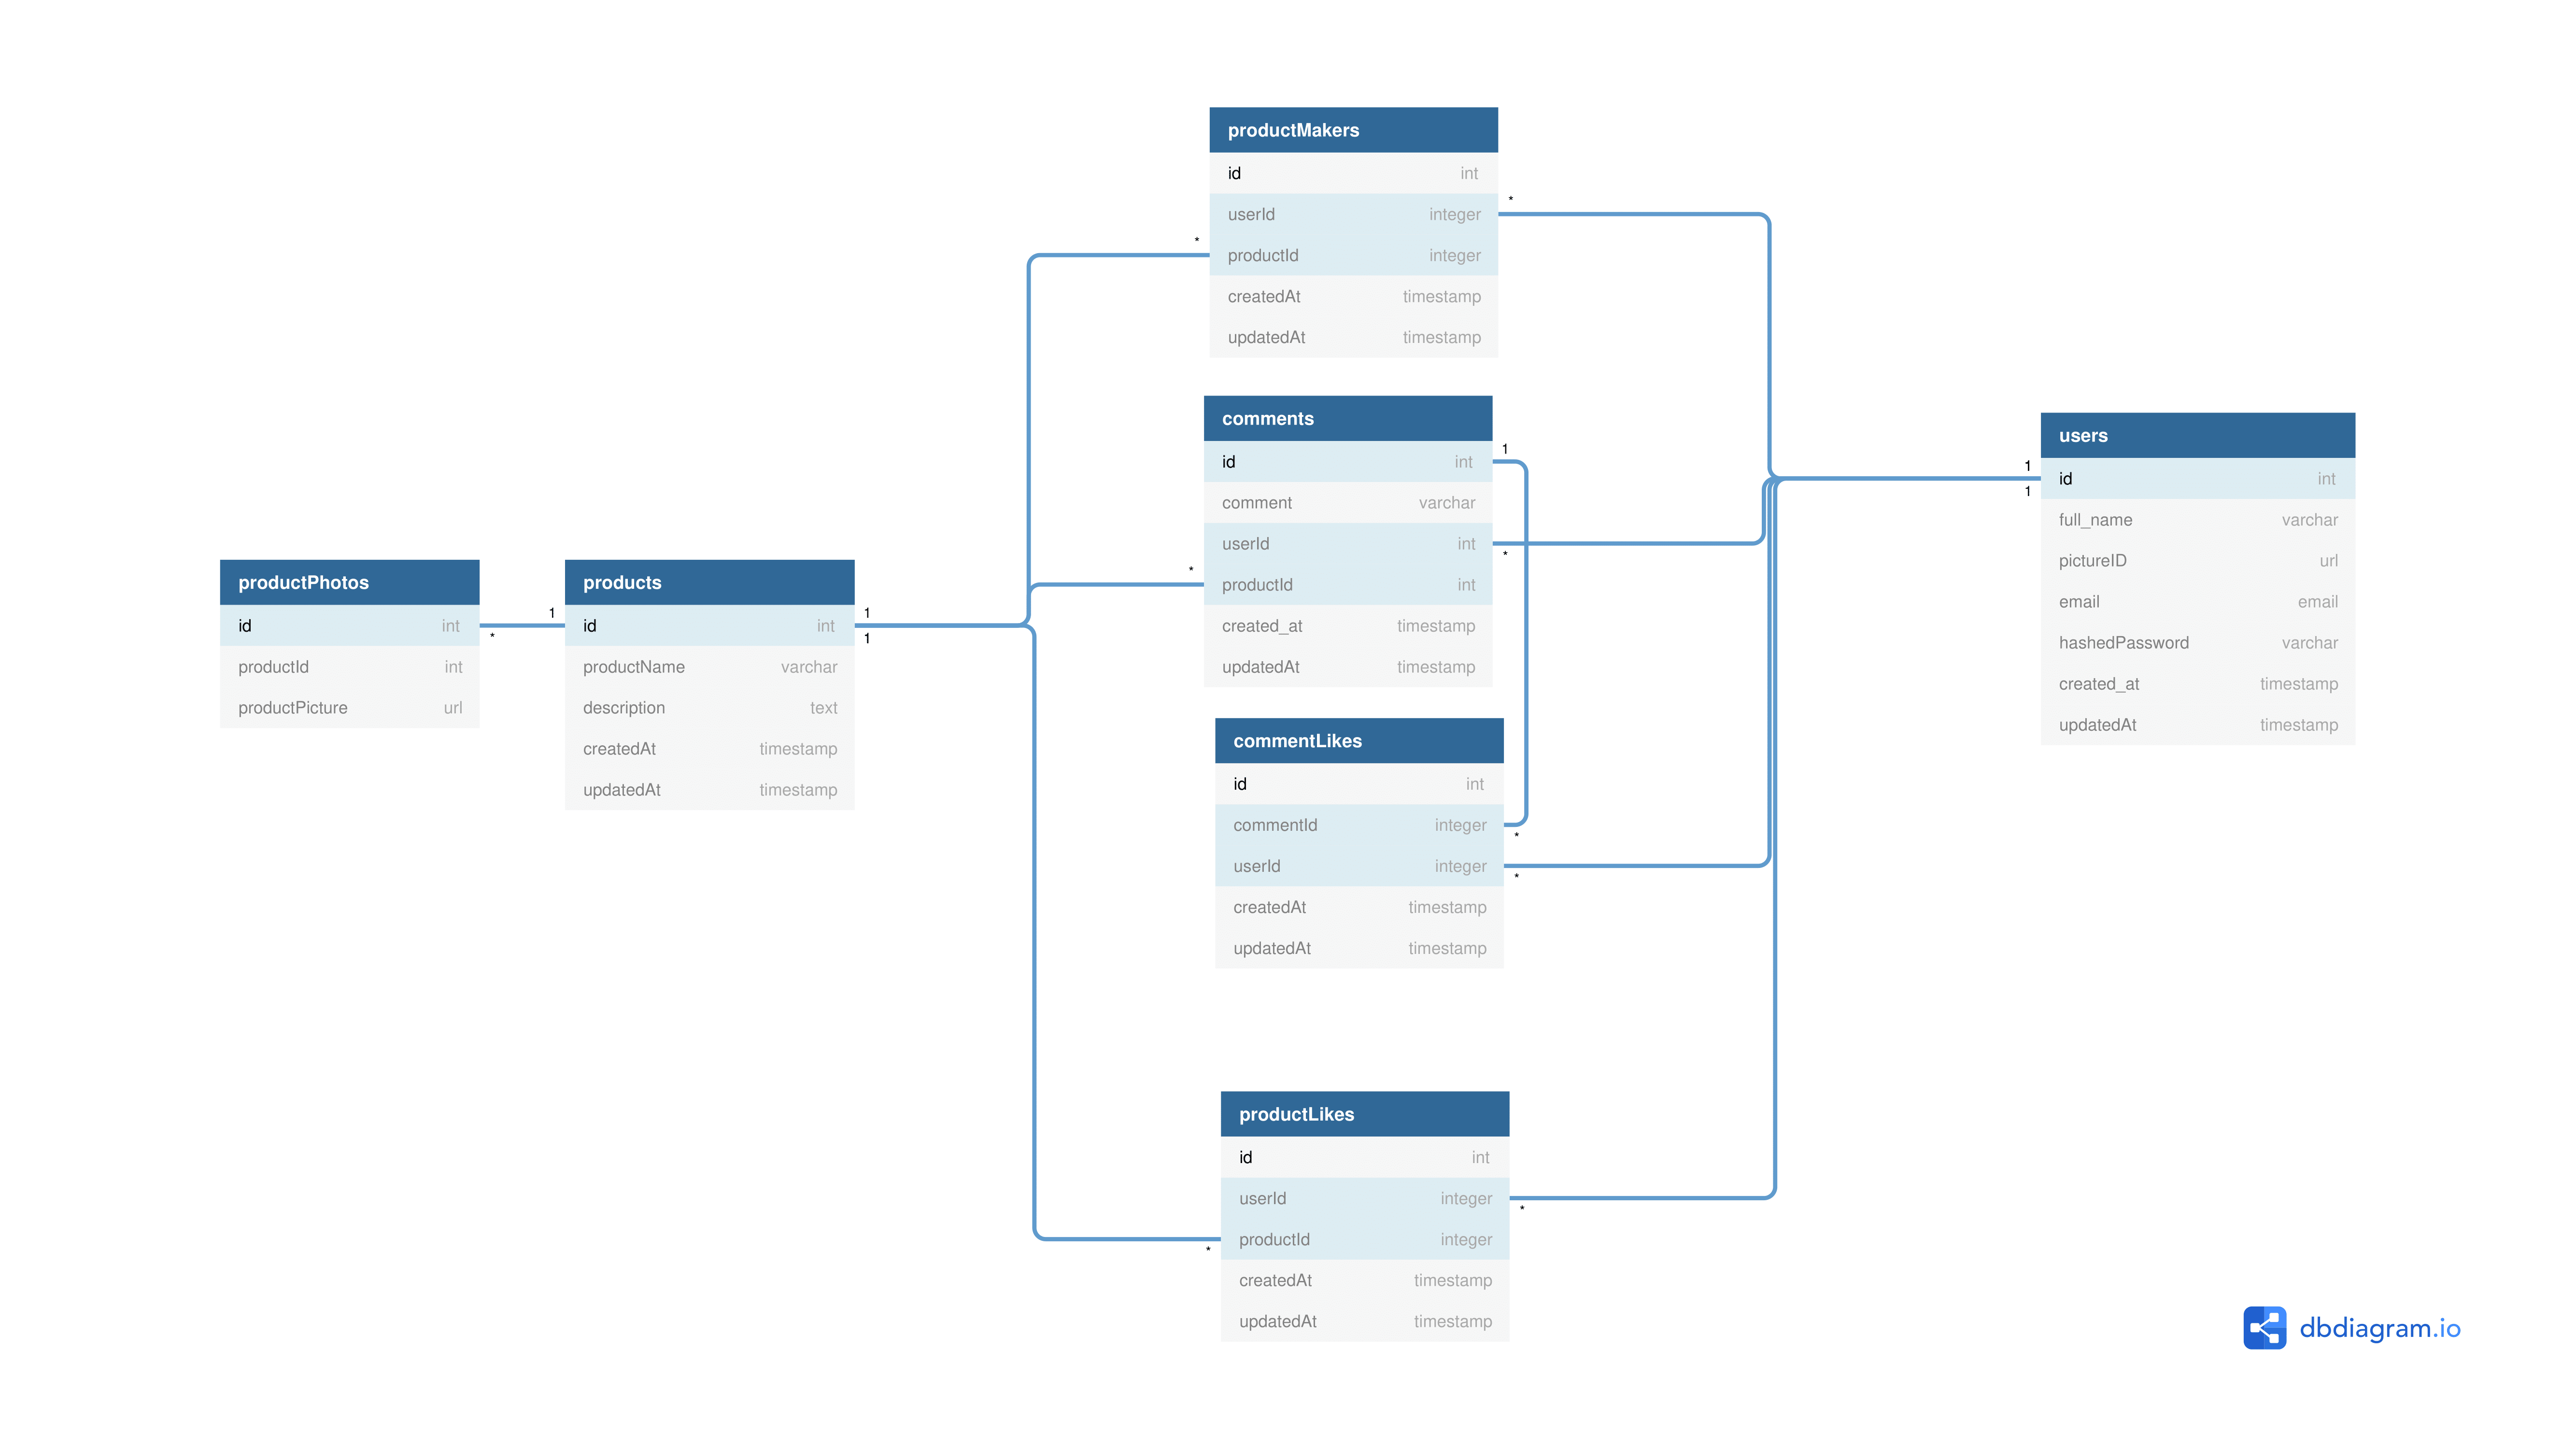 productMakers
id int
userId integer
productId integer
createdAt timestamp
updatedAt timestamp
*
*
comments
id int
comment varchar
userId int
productId int
created_at timestamp
updatedAt timestamp
1
*
*
users
id int
full_name varchar
pictureID url
email email
hashedPassword varchar
created_at timestamp
updatedAt timestamp
1
1
productPhotos
id int
productId int
productPicture url
*
1
products
id int
productName varchar
description text
createdAt timestamp
updatedAt timestamp
1
1
commentLikes
id int
commentId integer
userId integer
createdAt timestamp
updatedAt timestamp
*
*
productLikes
id int
userId integer
productId integer
createdAt timestamp
updatedAt timestamp
*
*
dbdiagram.io